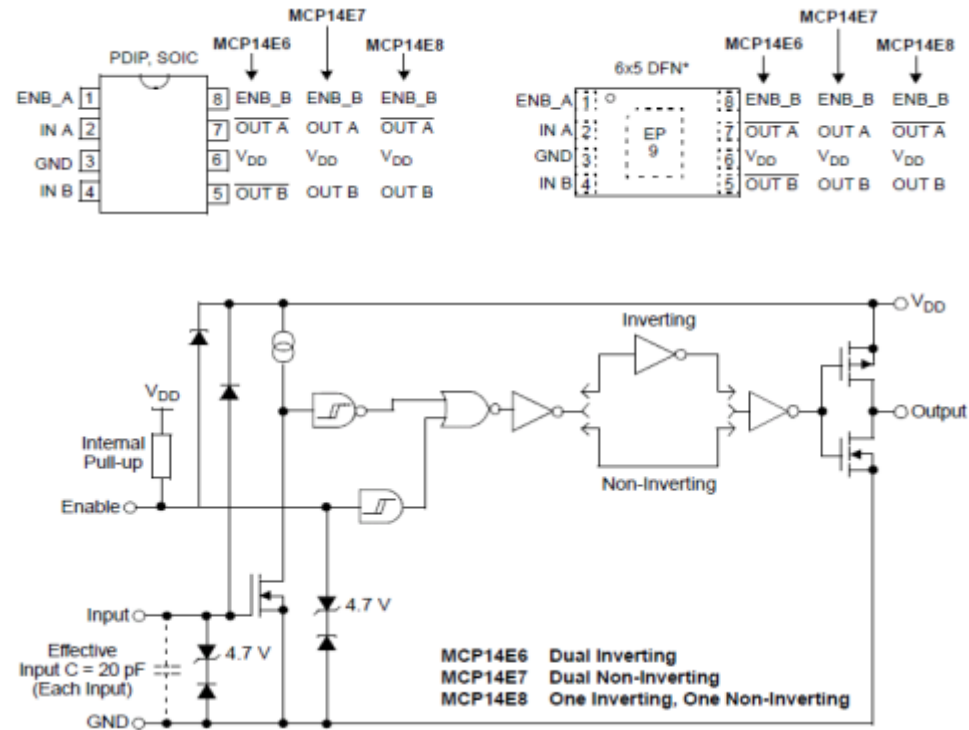 MCP14E7
MCP14E6
MCP14E8
PDIP, SOIC
ENB_A 1 8 ENB_B ENB_B ENB_B
IN A 2 7 OUT A OUT A OUT A
GND 3 6 VDD VDD VDD
IN B 4 5 OUT B OUT B OUT B
MCP14E7
MCP14E6
MCP14E8
6x5 DFN*
ENB_A 1 8 ENB_B ENB_B ENB_B
IN A 2 EP 7 OUT A OUT A OUT A
GND 3 9 6 VDD VDD VDD
IN B 4 5 OUT B OUT B OUT B
VDD
Inverting
VDD
Internal
Pull-up
Output
Non-Inverting
Enable
4.7 V
Input
Effective
Input C = 20 pF
(Each Input)
4.7 V
GND
MCP14E6 Dual Inverting
MCP14E7 Dual Non-Inverting
MCP14E8 One Inverting, One Non-Inverting